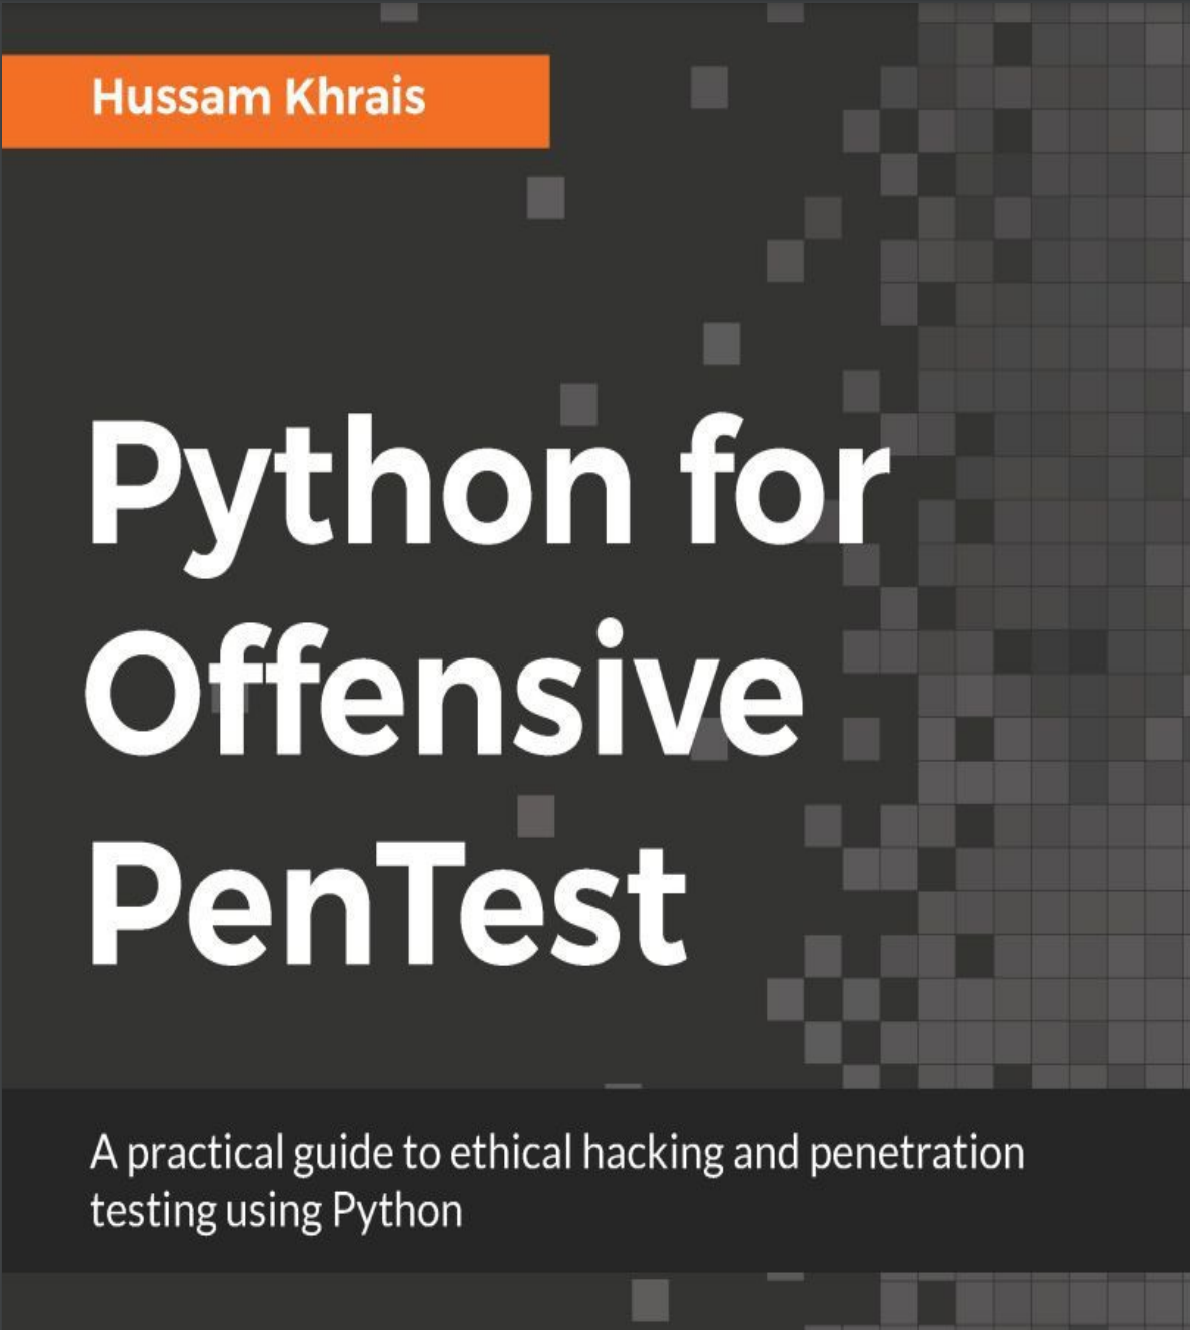 Hussam Khrais
Python for
Offensive
PenTest
A practical guide to ethical hacking and penetration
testing using Python